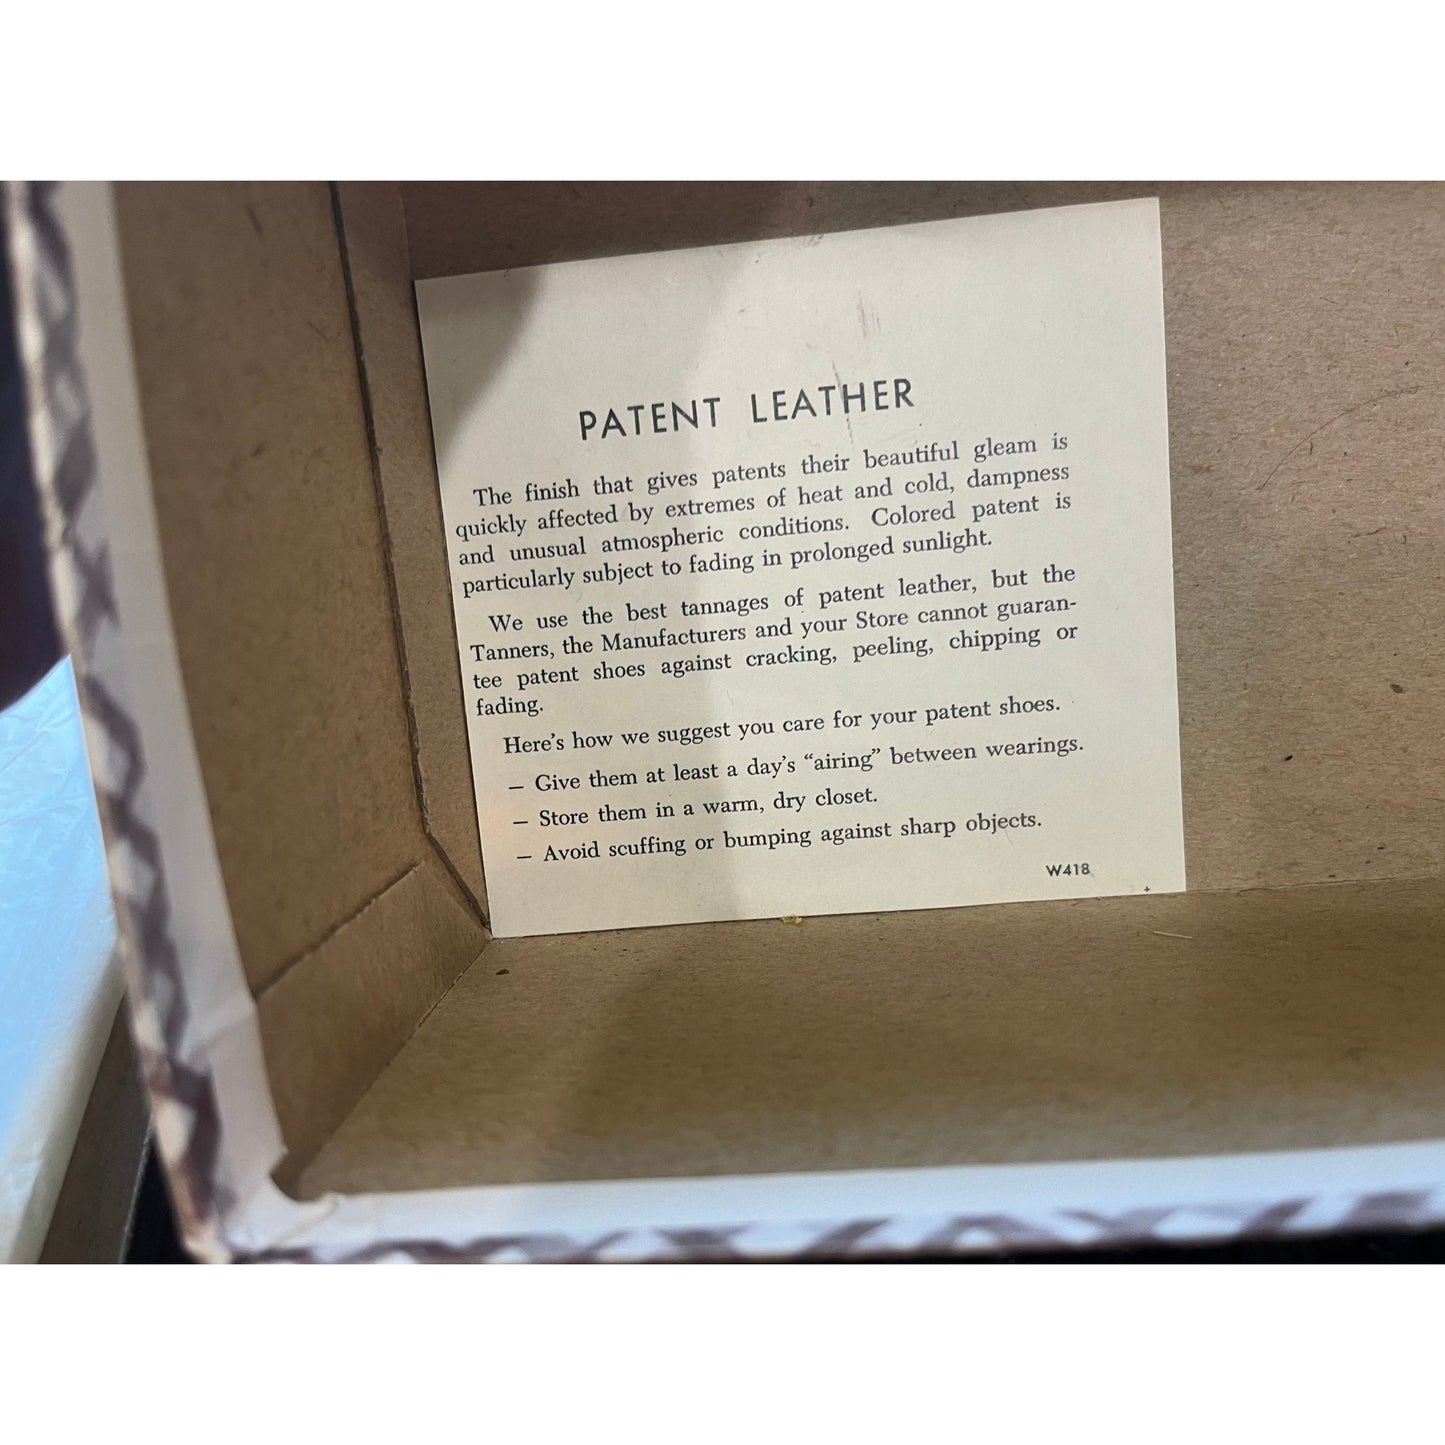 PATENT LEATHER
The finish that gives patents their beautiful gleam is
quickly affected by extremes of heat and cold, dampness
and unusual atmospheric conditions. Colored patent is
particularly subject to fading in prolonged sunlight.
We use the best tannages of patent leather, but the
Tanners, the Manufacturers and your Store cannot guaran-
tee patent shoes against cracking, peeling, chipping or
fading.
Here's how we suggest you care for your patent shoes.
— Give them at least a day's “airing” between wearings.
— Store them in a warm, dry closet.
— Avoid scuffing or bumping against sharp objects.
W418